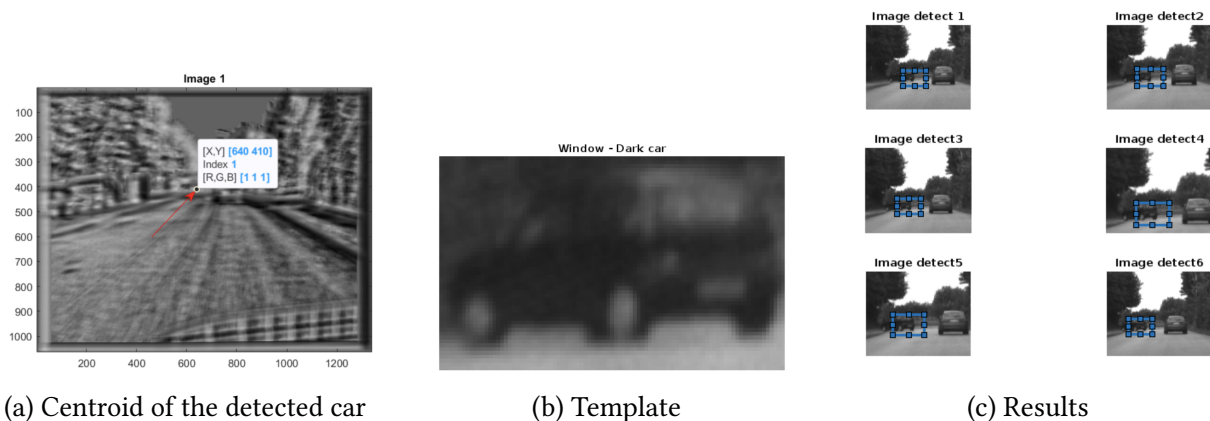 Image 1
100
200
300
400
500
600
700
800
900
1000
200
400
600
800
1000
1200
[X,Y] [640 410]
Index 1
[R,G,B] [1 1 1]
(a) Centroid of the detected car
Window - Dark car
(b) Template
Image detect 1
Image detect2
Image detect3
Image detect4
Image detect5
Image detect6
(c) Results